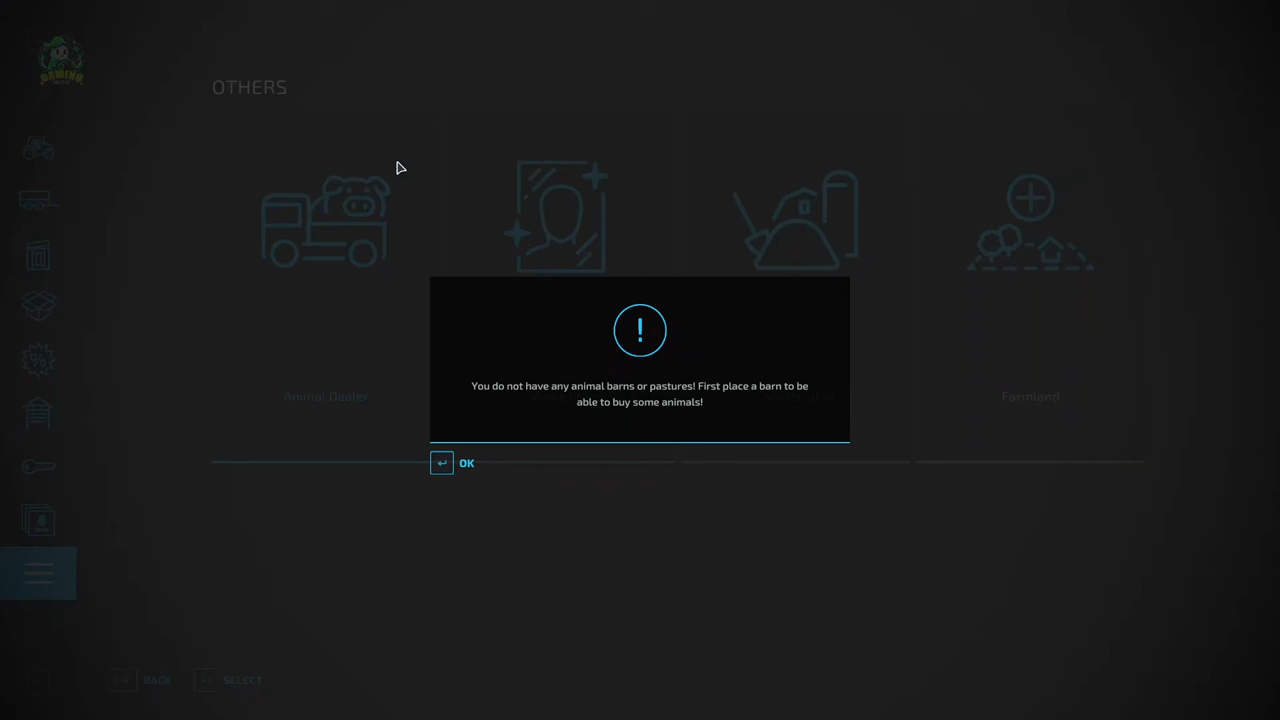 OTHERS
You do not have any animal barns or pastures! First place a barn to be
able to buy some animals!
Animal Dealer
Farmland
OK
BACK
SELECT